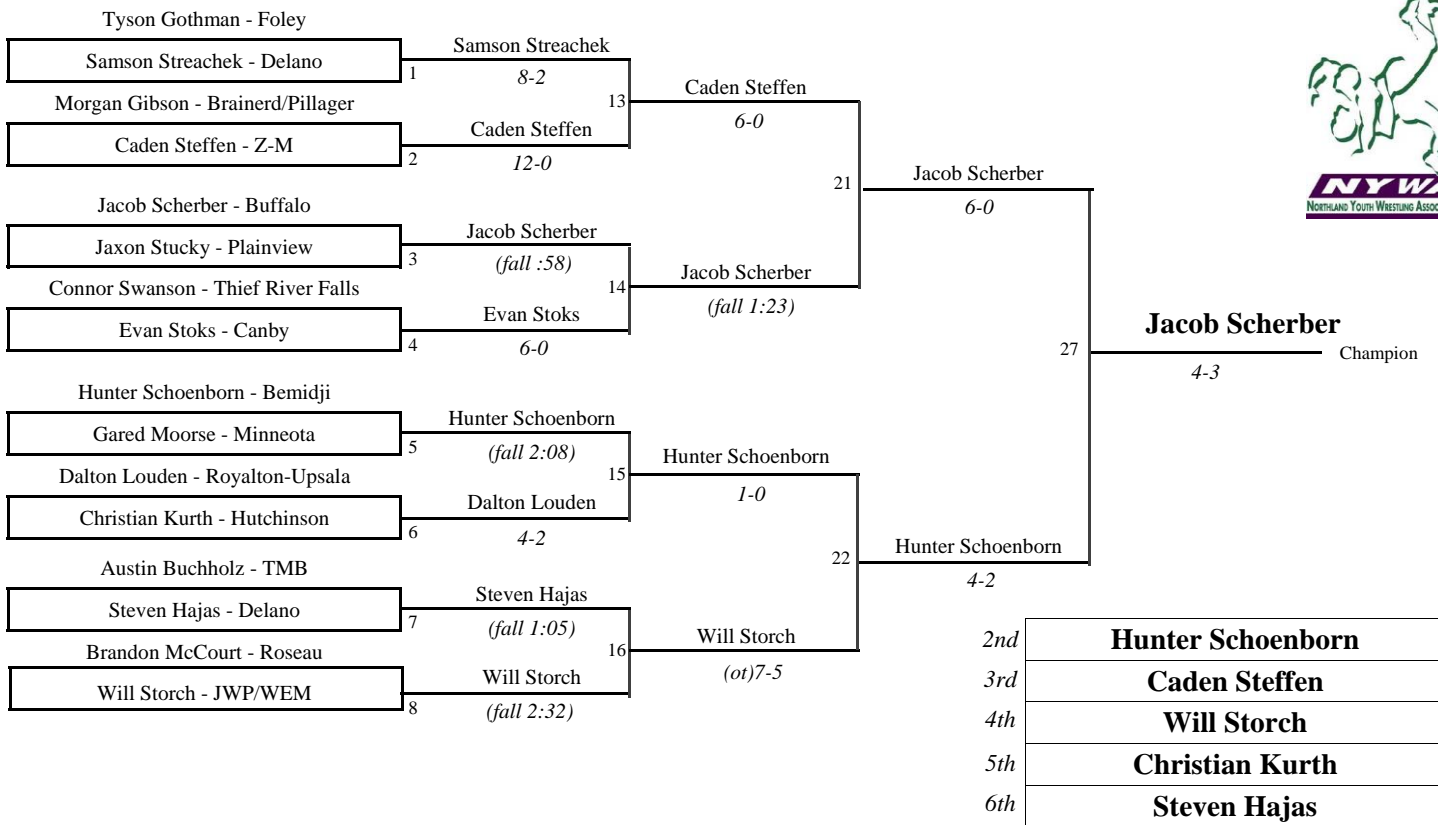 Tyson Gothman - Foley
Samson Streachek - Delano
1
Samson Streachek
8-2
Morgan Gibson - Brainerd/Pillager
Caden Steffen - Z-M
2
Caden Steffen
12-0
13
Caden Steffen
6-0
Jacob Scherber - Buffalo
Jaxon Stucky - Plainview
3
Jacob Scherber
(fall :58)
Connor Swanson - Thief River Falls
Evan Stoks - Canby
4
Evan Stoks
6-0
14
Jacob Scherber
(fall 1:23)
21
Jacob Scherber
6-0
Hunter Schoenborn - Bemidji
Gared Moorse - Minneota
5
Hunter Schoenborn
(fall 2:08)
Dalton Louden - Royalton-Upsala
Christian Kurth - Hutchinson
6
Dalton Louden
4-2
15
Hunter Schoenborn
1-0
Austin Buchholz - TMB
Steven Hajas - Delano
7
Steven Hajas
(fall 1:05)
Brandon McCourt - Roseau
Will Storch - JWP/WEM
8
Will Storch
(fall 2:32)
16
Will Storch
(ot)7-5
22
Hunter Schoenborn
4-2
27
Jacob Scherber
Champion
4-3
2nd Hunter Schoenborn
3rd Caden Steffen
4th Will Storch
5th Christian Kurth
6th Steven Hajas
NYW
NORTHLAND YOUTH WRESTLING